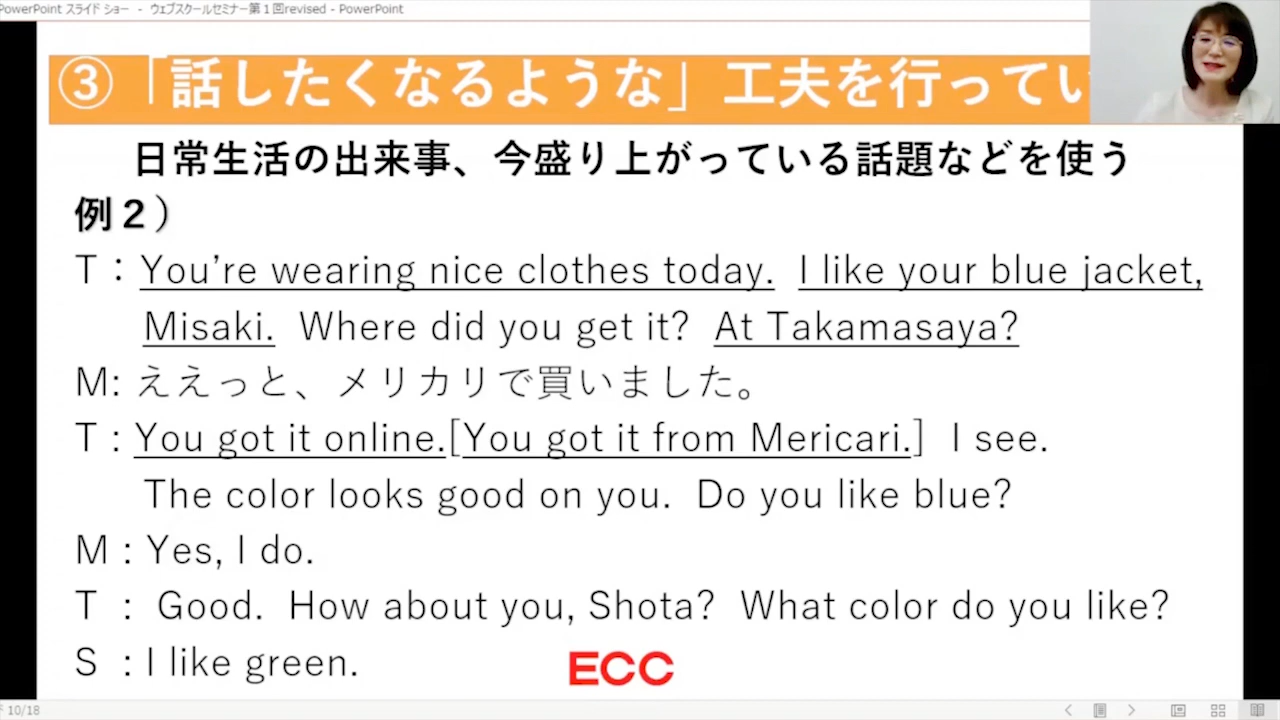 PowerPoint スライド ショー - ウェブスクールセミナー第1回revised - PowerPoint
③「話したくなるような」工夫を行ってい
日常生活の出来事、今盛り上がっている話題などを使う
例２）
T：You're wearing nice clothes today. I like your blue jacket,
Misaki. Where did you get it? At Takamasaya?
M: ええっと、メリカリで買いました。
T : You got it online.[You got it from Mericari.] I see.
The color looks good on you. Do you like blue?
M : Yes, I do.
T : Good. How about you, Shota? What color do you like?
S : I like green.
ECC
10/18